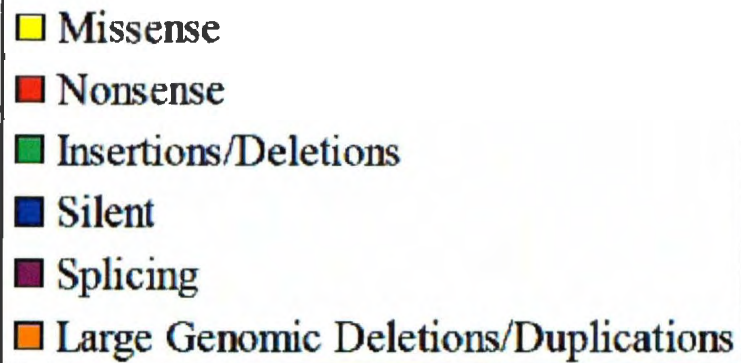 Missense
Nonsense
Insertions/Deletions
Silent
Splicing
Large Genomic Deletions/Duplications